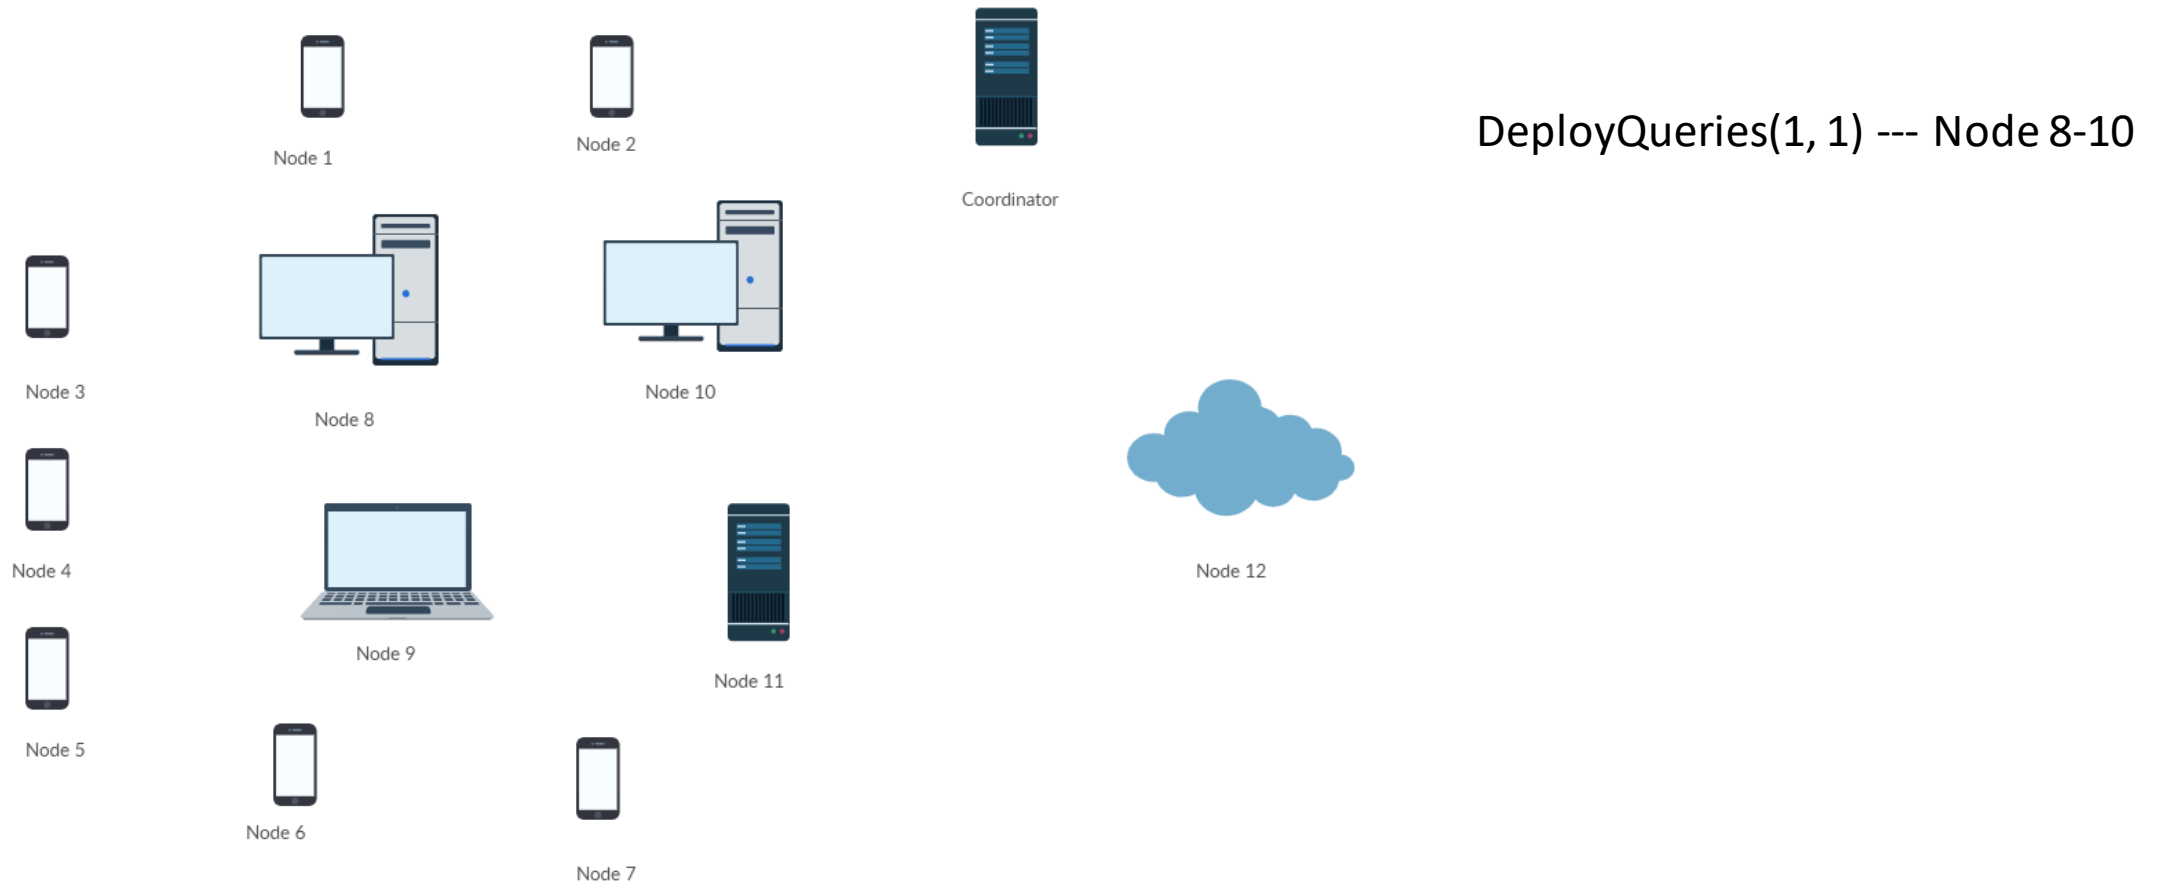 Node 1
Node 2
Coordinator
DeployQueries(1, 1) --- Node 8-10
Node 3
Node 8
Node 10
Node 4
Node 9
Node 11
Node 12
Node 5
Node 6
Node 7